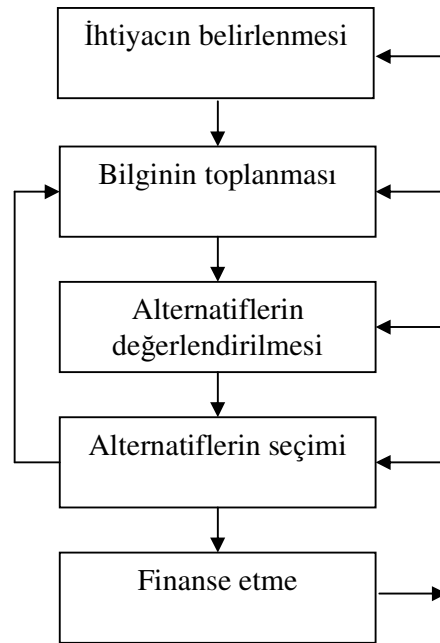 İhtiyacın belirlenmesi
Bilginin toplanması
Alternatiflerin
değerlendirilmesi
Alternatiflerin seçimi
Finanse etme